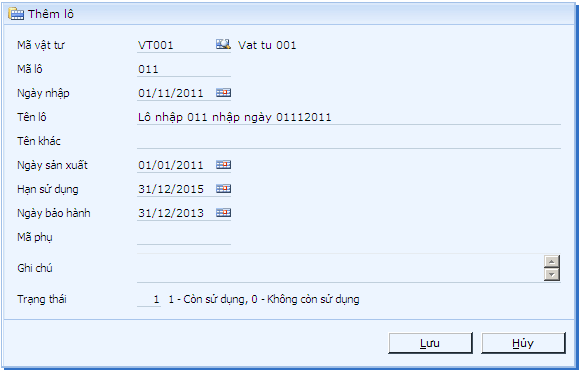 Thêm lô
Mã vật tư VT001 Vat tu 001
Mã lô 011
Ngày nhập 01/11/2011
Tên lô Lô nhập 011 nhập ngày 01112011
Tên khác
Ngày sản xuất 01/01/2011
Hạn sử dụng 31/12/2015
Ngày bảo hành 31/12/2013
Mã phụ
Ghi chú
Trạng thái 1 1 - Còn sử dụng, 0 - Không còn sử dụng
Lưu Hủy